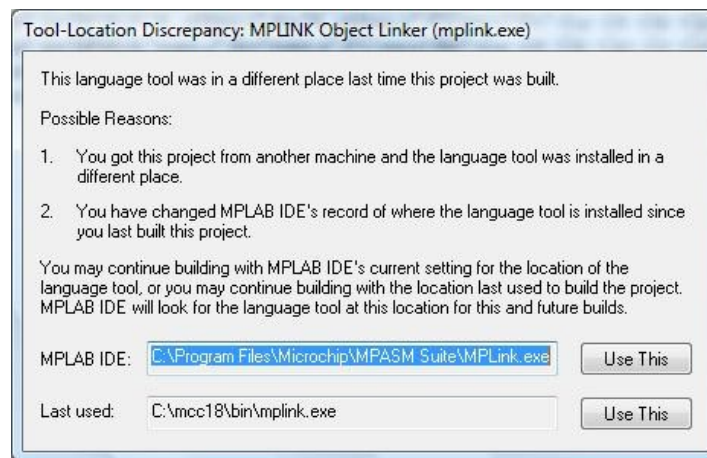 Tool-Location Discrepancy: MPLINK Object Linker (mplink.exe)
This language tool was in a different place last time this project was built.
Possible Reasons:
1. You got this project from another machine and the language tool was installed in a
different place.
2. You have changed MPLAB IDE's record of where the language tool is installed since
you last built this project.
You may continue building with MPLAB IDE's current setting for the location of the
language tool, or you may continue building with the location last used to build the project.
MPLAB IDE will look for the language tool at this location for this and future builds.
MPLAB IDE: C:\Program Files\Microchip\MPASM Suite\MPLink.exe Use This
Last used: C:\mcc18\bin\mplink.exe Use This